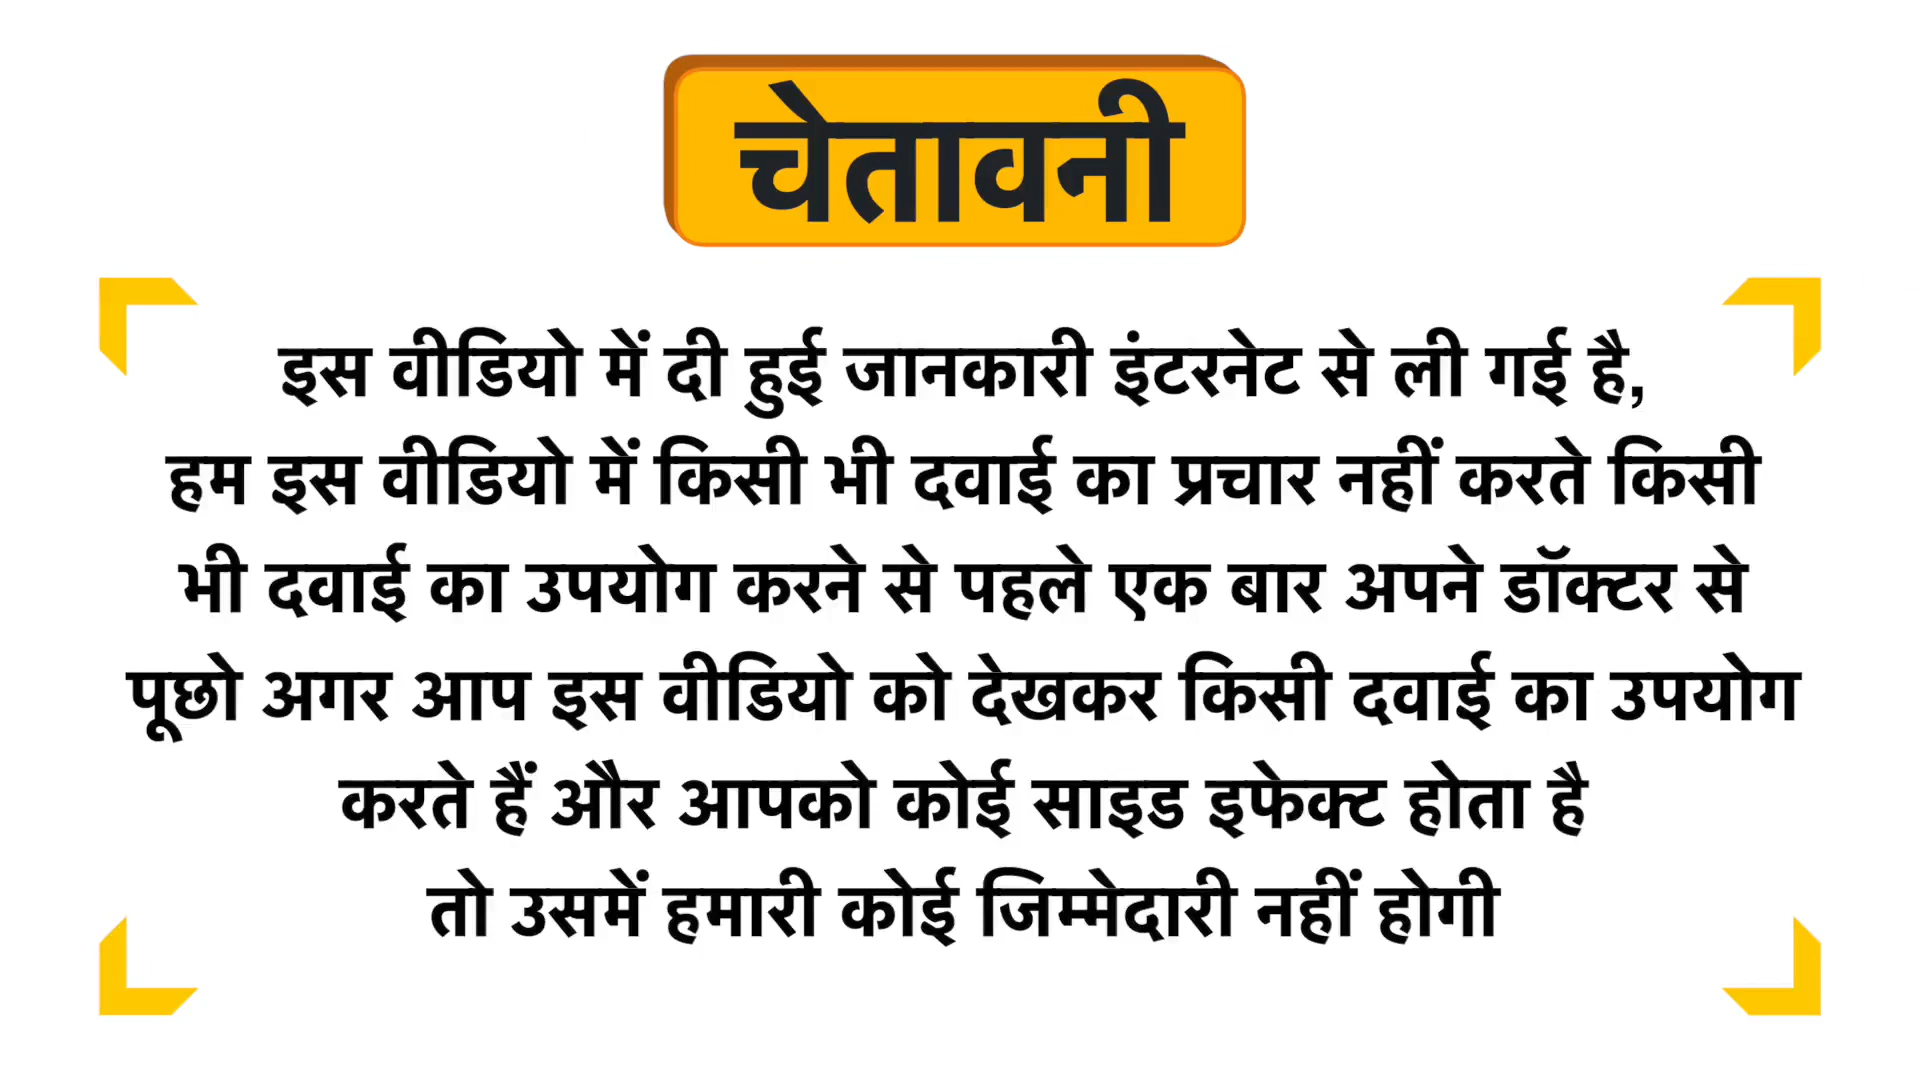 चेतावनी
इस वीडियो में दी हुई जानकारी इंटरनेट से ली गई है,
हम इस वीडियो में किसी भी दवाई का प्रचार नहीं करते किसी
भी दवाई का उपयोग करने से पहले एक बार अपने डॉक्टर से
पूछो अगर आप इस वीडियो को देखकर किसी दवाई का उपयोग
करते हैं और आपको कोई साइड इफेक्ट होता है
तो उसमें हमारी कोई जिम्मेदारी नहीं होगी